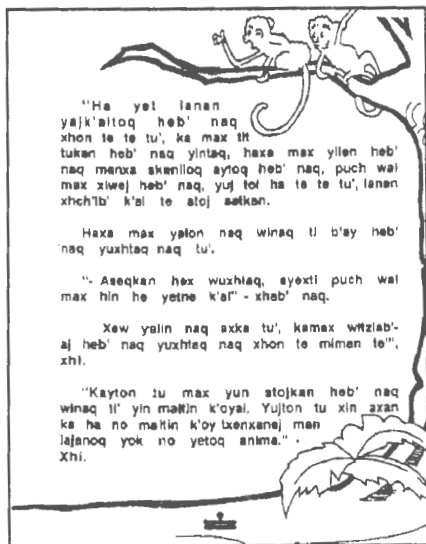 "Ha yet lanan
yajk'altoq heb' naq
xhon te te tu', ka max tit
tukan heb' naq yintaq, haxa max yilen heb'
naq manxa skaniloq aytoq heb' naq, puch wal
max xiwej heb' naq, yuj tol ha te te tu', lanan
xhch'ib' k'al te stoj satkan.
Haxa max yalon naq winaq ti b'ay heb'
naq yuxhtaq naq tu'.
"- Aseqkan hex wuxhtaq, ayexti puch wal
max hin he yetne k'al" - xhab' naq.
Xew yalin naq axka tu', kamax witzlab'-
aj heb' naq yuxhtaq naq xhon te miman te'",
xhi.
"Kayton tu max yun stojkan heb' naq
winaq ti' yin maltin k'oyal. Yujton tu xin axan
ka ha no maltin k'oy txenxanej man
lajanoq yok no yetoq anima." -
Xhi.